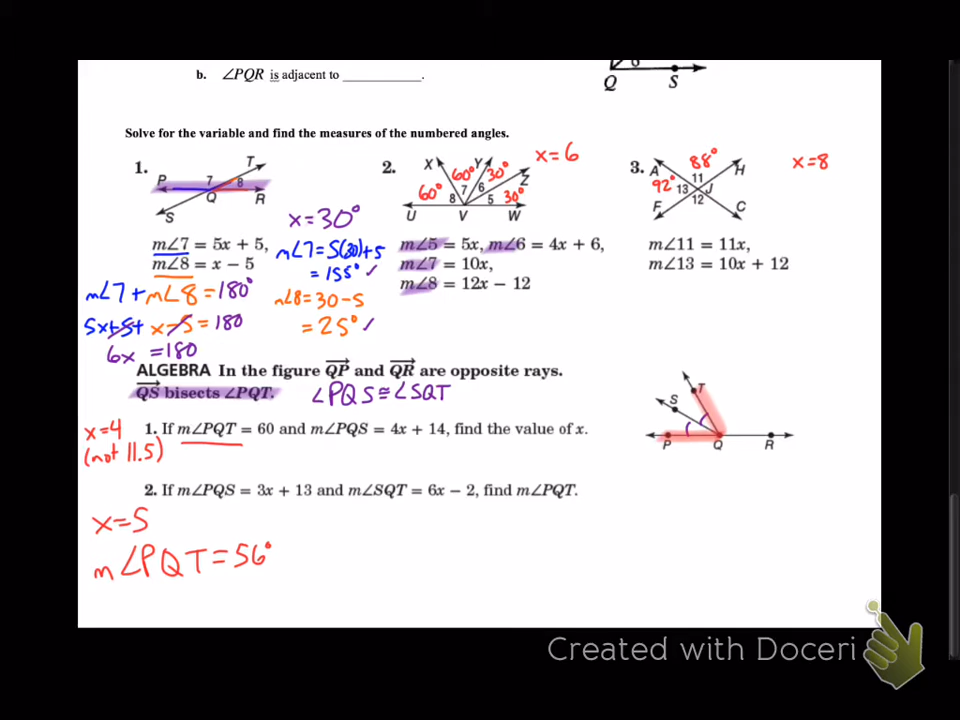 b. ∠PQR is adjacent to ___________.
Q S
Solve for the variable and find the measures of the numbered angles.
1. P 7 T 8 Q R S
x=30°
m∠7 = 5x + 5,
m∠8 = x − 5
m∠7=5(30)+5
=155° ✓
m∠8=30-5
=25° ✓
m∠7+m∠8=180°
5x+5+x-5=180
6x =180
2. X Y Z 60° 60° 30° 30° 8 7 6 5 U V W
x=6
m∠5 = 5x, m∠6 = 4x + 6,
m∠7 = 10x,
m∠8 = 12x − 12
3. A 88° H 92° 11 13 J 12 F C
x=8
m∠11 = 11x,
m∠13 = 10x + 12
ALGEBRA In the figure QP and QR are opposite rays.
QS bisects ∠PQT.
∠PQS≅∠SQT
x=4
(not 11.5)
1. If m∠PQT = 60 and m∠PQS = 4x + 14, find the value of x.
S T P Q R
2. If m∠PQS = 3x + 13 and m∠SQT = 6x − 2, find m∠PQT.
x=5
m∠PQT=56°
Created with Doceri